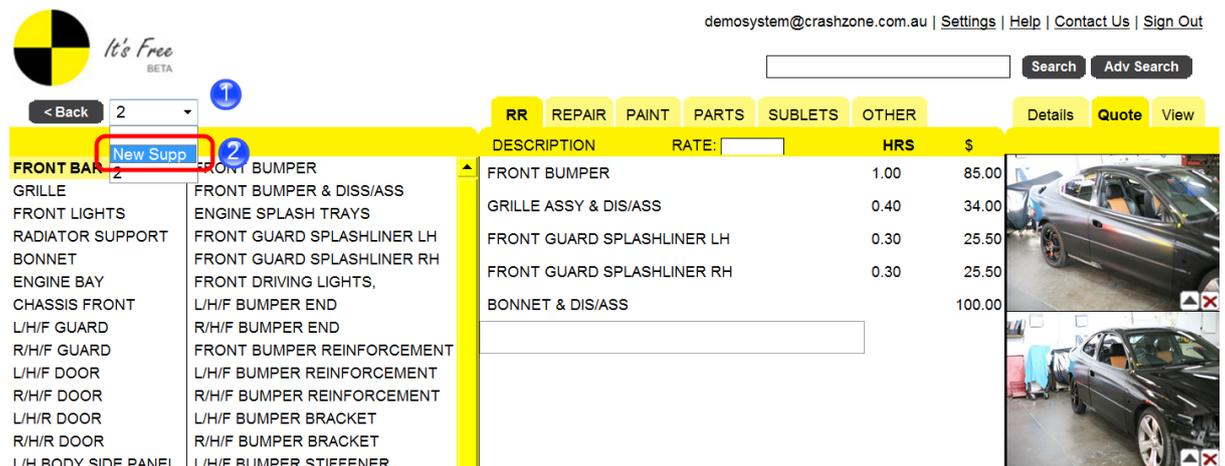 demosystem@crashzone.com.au | Settings | Help | Contact Us | Sign Out
It's Free
BETA
Search Adv Search
< Back 2 1
RR REPAIR PAINT PARTS SUBLETS OTHER
Details Quote View
New Supp 2
2
DESCRIPTION RATE: HRS $
FRONT BAR
GRILLE
FRONT LIGHTS
RADIATOR SUPPORT
BONNET
ENGINE BAY
CHASSIS FRONT
L/H/F GUARD
R/H/F GUARD
L/H/F DOOR
R/H/F DOOR
L/H/R DOOR
R/H/R DOOR
L/H BODY SIDE PANEL
FRONT BUMPER
FRONT BUMPER & DISS/ASS
ENGINE SPLASH TRAYS
FRONT GUARD SPLASHLINER LH
FRONT GUARD SPLASHLINER RH
FRONT DRIVING LIGHTS,
L/H/F BUMPER END
R/H/F BUMPER END
FRONT BUMPER REINFORCEMENT
L/H/F BUMPER REINFORCEMENT
R/H/F BUMPER REINFORCEMENT
L/H/F BUMPER BRACKET
R/H/F BUMPER BRACKET
L/H/F BUMPER STIFFENER
FRONT BUMPER 1.00 85.00
GRILLE ASSY & DIS/ASS 0.40 34.00
FRONT GUARD SPLASHLINER LH 0.30 25.50
FRONT GUARD SPLASHLINER RH 0.30 25.50
BONNET & DIS/ASS 100.00